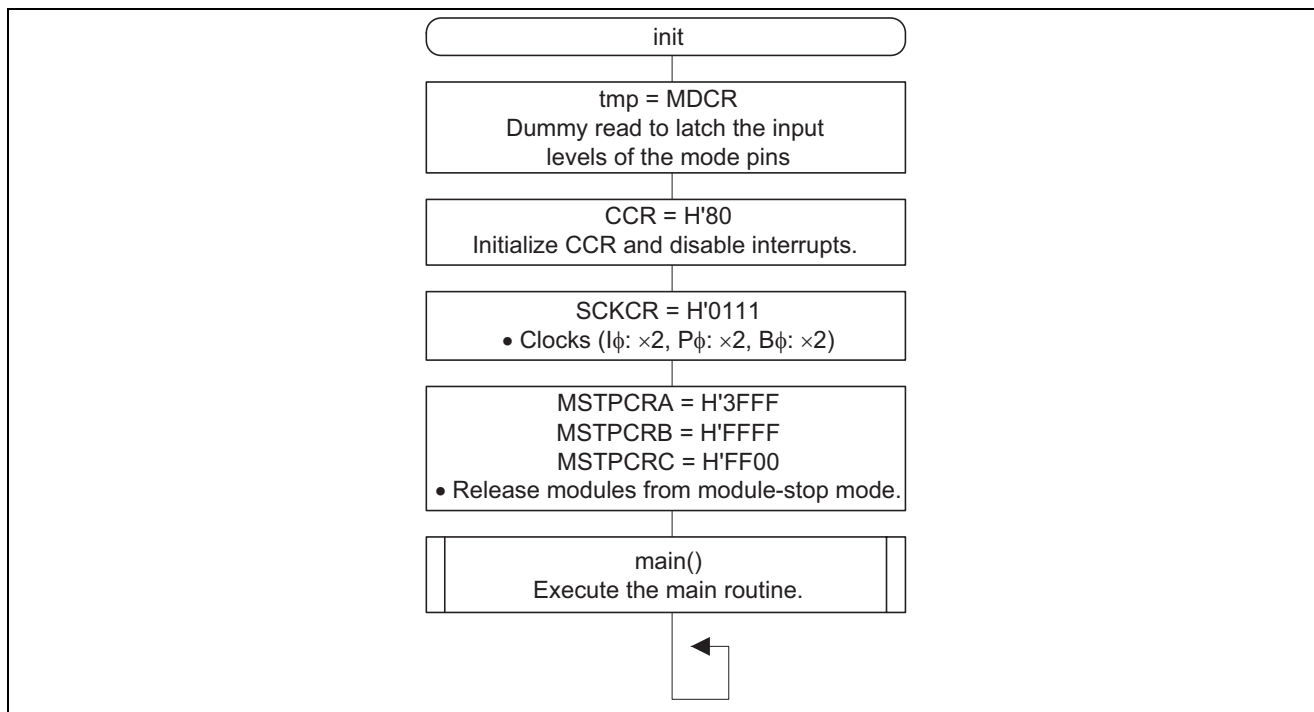 init
tmp = MDCR
Dummy read to latch the input
levels of the mode pins
CCR = H'80
Initialize CCR and disable interrupts.
SCKCR = H'0111
• Clocks (Iϕ: ×2, Pϕ: ×2, Bϕ: ×2)
MSTPCRA = H'3FFF
MSTPCRB = H'FFFF
MSTPCRC = H'FF00
• Release modules from module-stop mode.
main()
Execute the main routine.